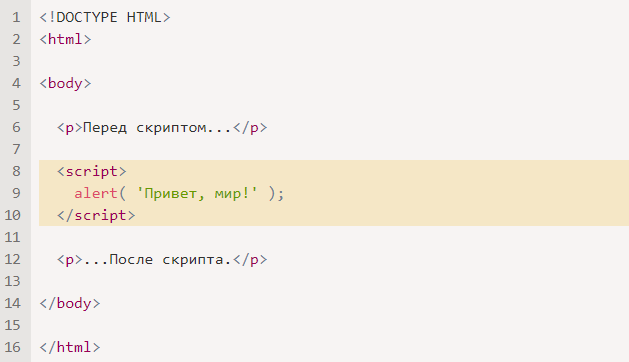 1 <!DOCTYPE HTML>
2 <html>
3
4 <body>
5
6 <p>Перед скриптом...</p>
7
8 <script>
9 alert( 'Привет, мир!' );
10 </script>
11
12 <p>...После скрипта.</p>
13
14 </body>
15
16 </html>